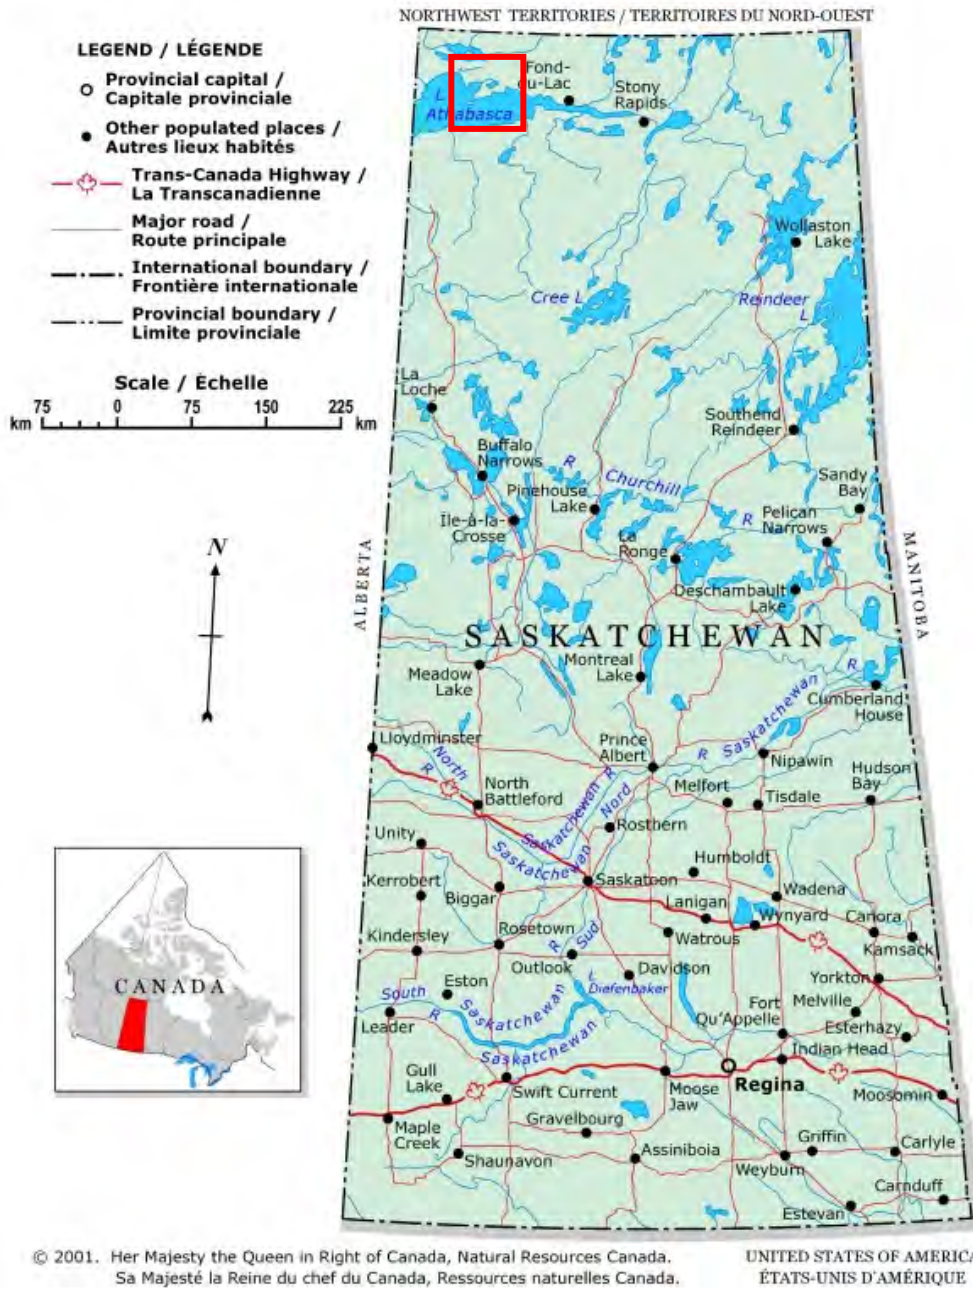 NORTHWEST TERRITORIES / TERRITOIRES DU NORD-OUEST
LEGEND / LÉGENDE
Provincial capital /
Capitale provinciale
Other populated places /
Autres lieux habités
Trans-Canada Highway /
La Transcanadienne
Major road /
Route principale
International boundary /
Frontière internationale
Provincial boundary /
Limite provinciale
Scale / Échelle
75 0 75 150 225
km km
N
Fond-
du-Lac
L
Athabasca
Stony
Rapids
Wollaston
Lake
Cree L
Reindeer
L
La
Loche
Southend
Reindeer
Buffalo
Narrows
R Churchill
Pinehouse
Lake
Sandy
Bay
Île-à-la-
Crosse
R
Pelican
Narrows
La
Ronge
Deschambault
Lake
ALBERTA
MANITOBA
SASKATCHEWAN
Meadow
Lake
Montreal
Lake
R
Saskatchewan
R
Cumberland
House
Lloydminster
North
R
Prince
Albert
Nipawin
North
Battleford
Saskatchewan
R
Nord
Melfort
Tisdale
Hudson
Bay
Unity
Saskatchewan
Rosthern
Humboldt
Kerrobert
Biggar
Saskatoon
Wadena
Lanigan
Wynyard
Canora
Kamsack
Kindersley
Rosetown
R
Sud
Watrous
Outlook
Davidson
Yorkton
Eston
L
Diefenbaker
Melville
South
R
Saskatchewan
Saskatchewan
Leader
Fort
Qu'Appelle
Esterhazy
Indian Head
Gull
Lake
Swift Current
Moose
Jaw
Regina
Moosomin
Maple
Creek
Gravelbourg
Shaunavon
Assiniboia
Griffin
Weyburn
Carlyle
Carnduff
Estevan
CANADA
© 2001. Her Majesty the Queen in Right of Canada, Natural Resources Canada.
Sa Majesté la Reine du chef du Canada, Ressources naturelles Canada.
UNITED STATES OF AMERICA
ÉTATS-UNIS D'AMÉRIQUE